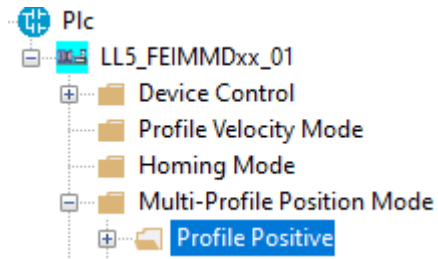 Plc
LL5_FEIMMDxx_01
Device Control
Profile Velocity Mode
Homing Mode
Multi-Profile Position Mode
Profile Positive